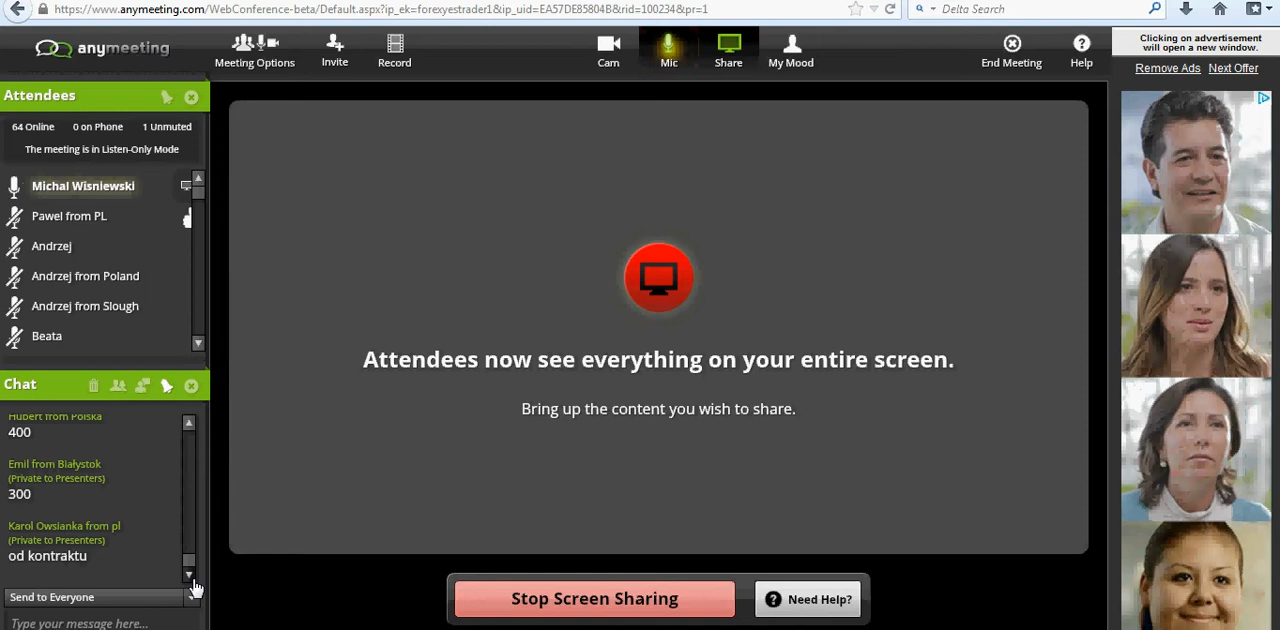 https://www.anymeeting.com/WebConference-beta/Default.aspx?ip_ek=forexyestrader1&ip_uid=EA57DE85804B&rid=100234&pr=1
Delta Search
anymeeting
Meeting Options
Invite
Record
Cam
Mic
Share
My Mood
End Meeting
Help
Clicking on advertisement
will open a new window.
Remove Ads Next Offer
Attendees
64 Online 0 on Phone 1 Unmuted
The meeting is in Listen-Only Mode
Michal Wisniewski
Pawel from PL
Andrzej
Andrzej from Poland
Andrzej from Slough
Beata
Chat
Hubert from Polska
400
Emil from Białystok
(Private to Presenters)
300
Karol Owsianka from pl
(Private to Presenters)
od kontraktu
Send to Everyone
Type your message here...
Attendees now see everything on your entire screen.
Bring up the content you wish to share.
Stop Screen Sharing
? Need Help?